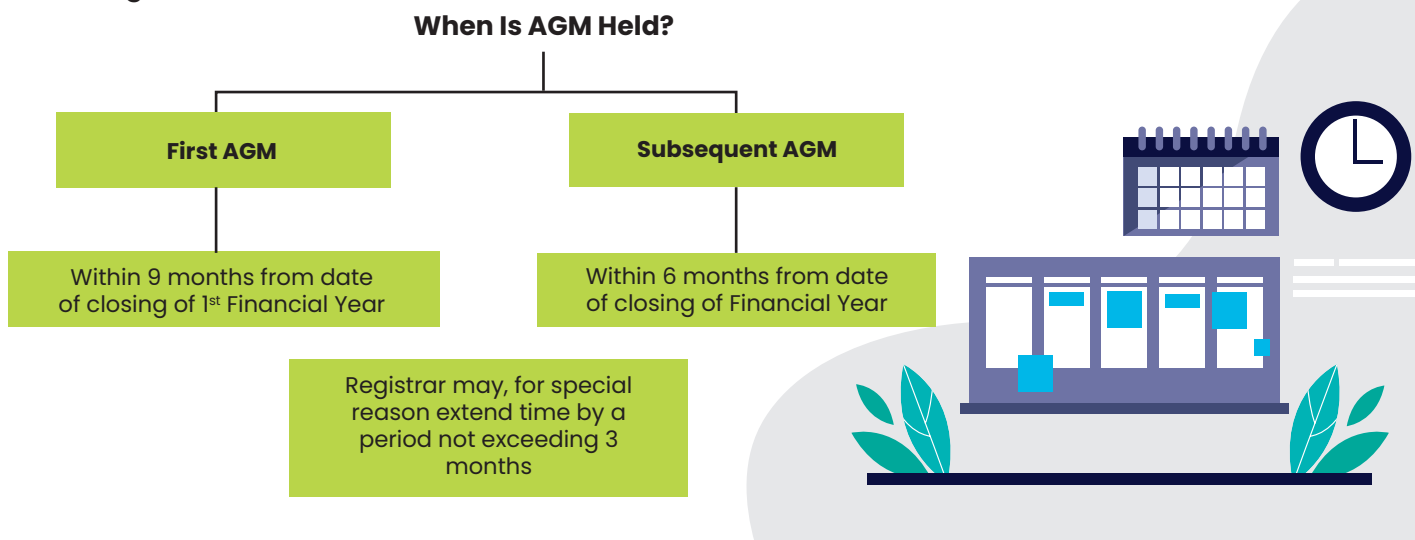 When Is AGM Held?
First AGM
Subsequent AGM
Within 9 months from date
of closing of 1st Financial Year
Within 6 months from date
of closing of Financial Year
Registrar may, for special
reason extend time by a
period not exceeding 3
months